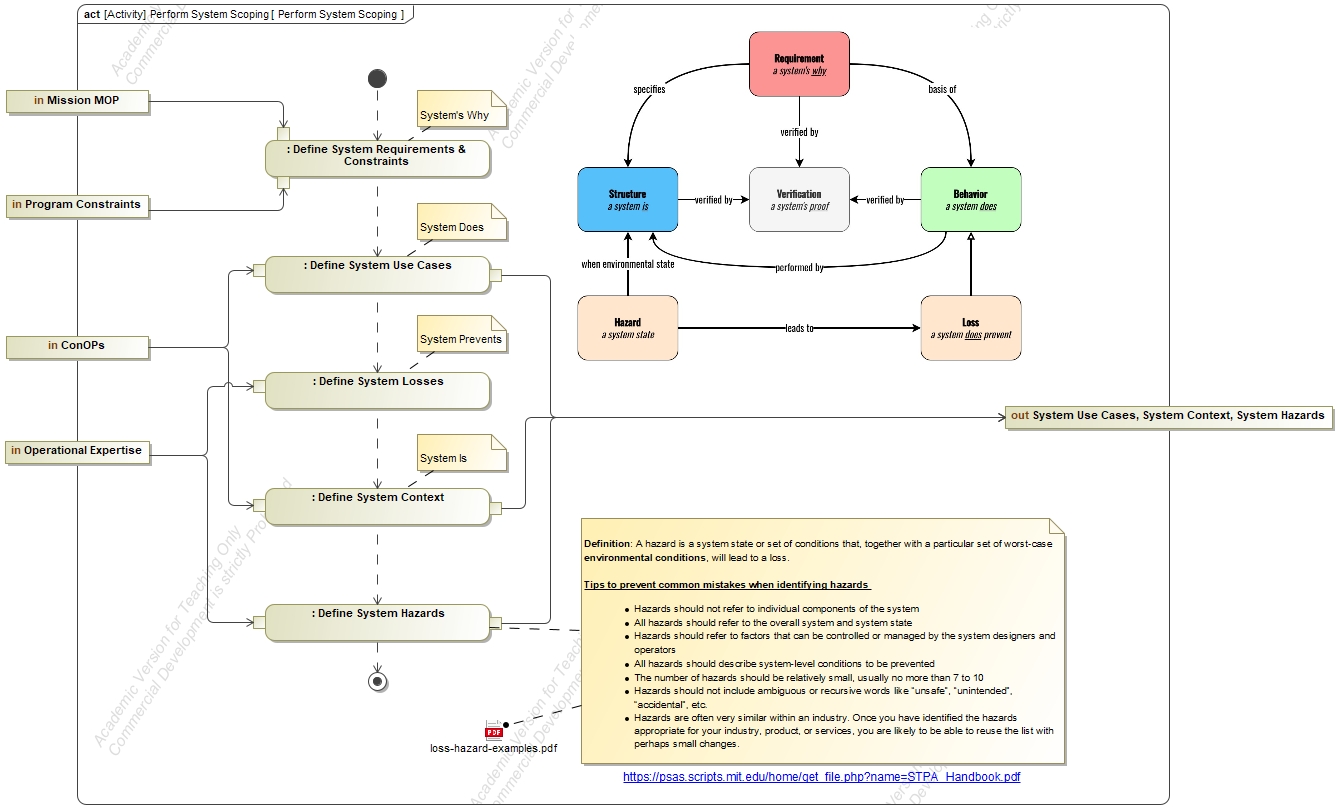 act [Activity] Perform System Scoping [ Perform System Scoping ]
in Mission MOP
in Program Constraints
in ConOPs
in Operational Expertise
System's Why
: Define System Requirements &
Constraints
System Does
: Define System Use Cases
System Prevents
: Define System Losses
System Is
: Define System Context
: Define System Hazards
out System Use Cases, System Context, System Hazards
Requirement
a system's why
specifies
basis of
verified by
Structure
a system is
verified by
Verification
a system's proof
verified by
Behavior
a system does
when environmental state
performed by
Hazard
a system state
leads to
Loss
a system does prevent
Definition: A hazard is a system state or set of conditions that, together with a particular set of worst-case
environmental conditions, will lead to a loss.
Tips to prevent common mistakes when identifying hazards
• Hazards should not refer to individual components of the system
• All hazards should refer to the overall system and system state
• Hazards should refer to factors that can be controlled or managed by the system designers and
operators
• All hazards should describe system-level conditions to be prevented
• The number of hazards should be relatively small, usually no more than 7 to 10
• Hazards should not include ambiguous or recursive words like "unsafe", "unintended",
"accidental", etc.
• Hazards are often very similar within an industry. Once you have identified the hazards
appropriate for your industry, product, or services, you are likely to be able to reuse the list with
perhaps small changes.
PDF
loss-hazard-examples.pdf
https://psas.scripts.mit.edu/home/get_file.php?name=STPA_Handbook.pdf
Academic Version for Teaching Only
Commercial Development is strictly